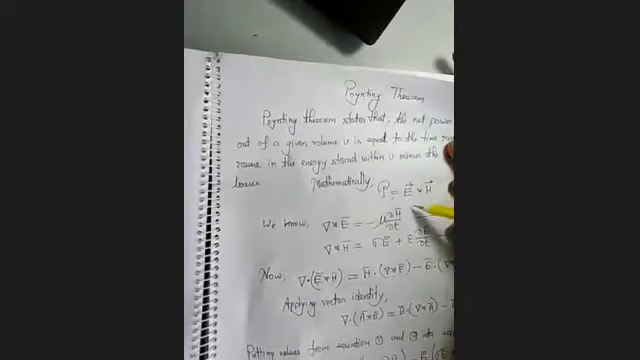 Poynting Theorem
Poynting theorem states that, the net power
out of a given volume v is equal to the time
in the energy stored within v minus the
losses
Mathematically, P = E⃗ × H⃗
We know, ∇×E̅ = -μ ∂H̅/∂t
∇×H̅ = σE̅ + ε ∂E̅/∂t
Now, ∇·(E̅×H̅) = H̅·(∇×E̅) - E̅·(∇×
Applying vector identity,
∇·(A̅×B̅) = B̅·(∇×A̅) -
Putting values from equation ① and ② into